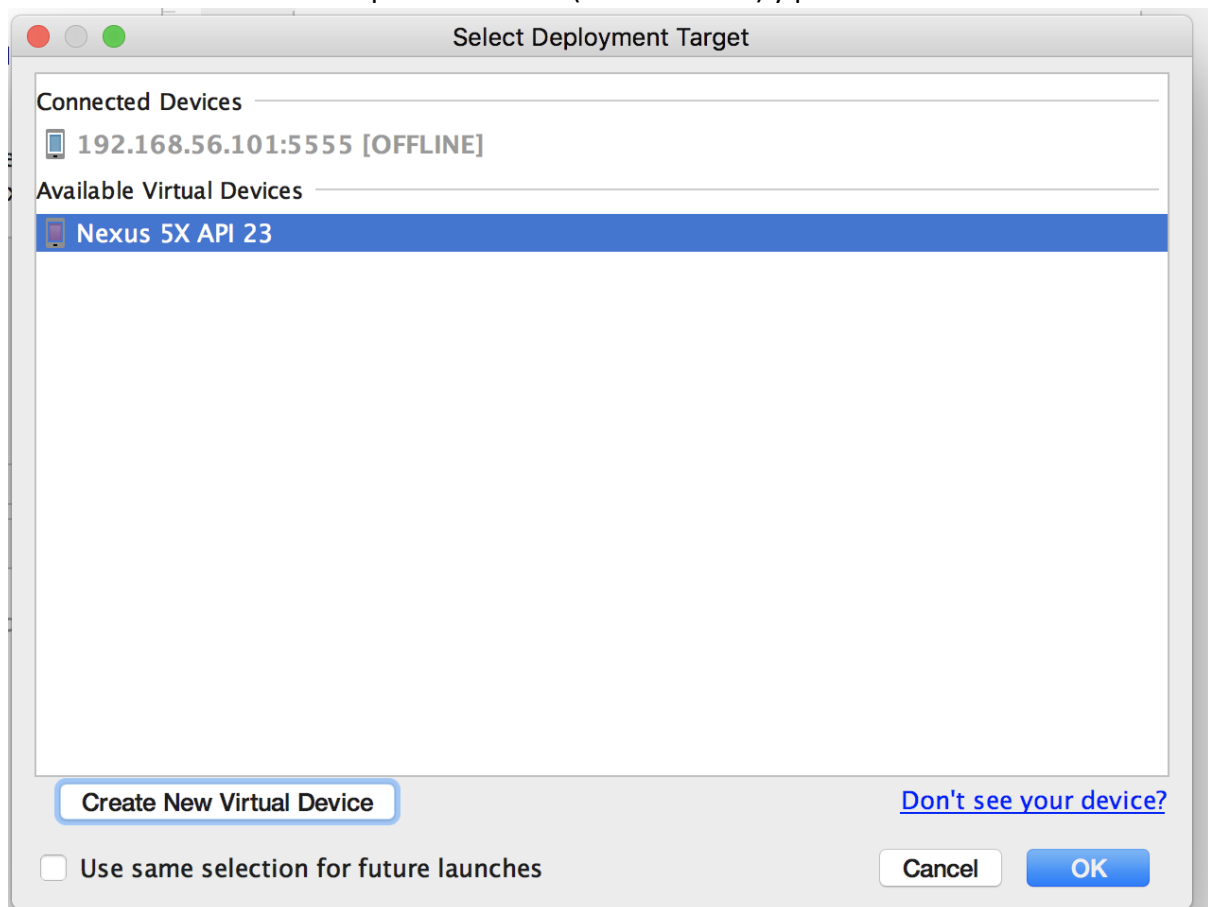 Select Deployment Target
Connected Devices
192.168.56.101:5555 [OFFLINE]
Available Virtual Devices
Nexus 5X API 23
Create New Virtual Device
Don't see your device?
Use same selection for future launches
Cancel
OK